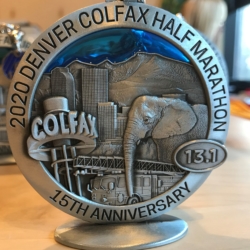 2020 DENVER COLFAX HALF MARATHON
COLFAX
13.1
15TH ANNIVERSARY